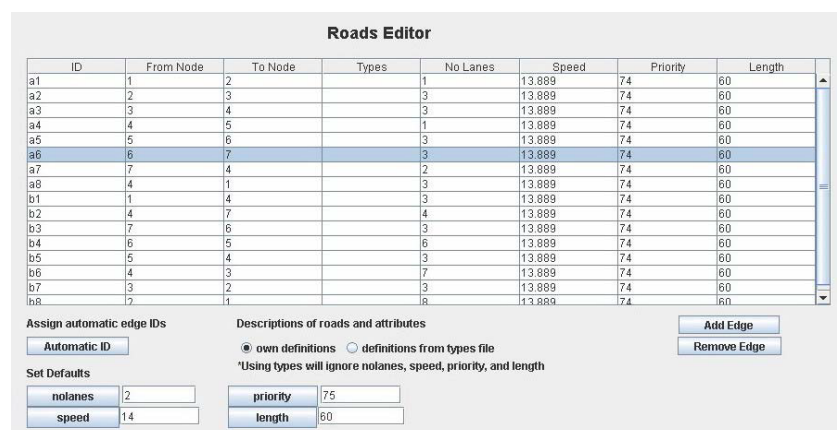 Roads Editor
ID From Node To Node Types No Lanes Speed Priority Length
a1 1 2 1 13.889 74 60
a2 2 3 3 13.889 74 60
a3 3 4 3 13.889 74 60
a4 4 5 1 13.889 74 60
a5 5 6 3 13.889 74 60
a6 6 7 3 13.889 74 60
a7 7 4 2 13.889 74 60
a8 4 1 3 13.889 74 60
b1 1 4 3 13.889 74 60
b2 4 7 4 13.889 74 60
b3 7 6 3 13.889 74 60
b4 6 5 6 13.889 74 60
b5 5 4 3 13.889 74 60
b6 4 3 7 13.889 74 60
b7 3 2 3 13.889 74 60
b8 2 1 8 13.889 74 60
Assign automatic edge IDs Descriptions of roads and attributes Add Edge
Automatic ID own definitions definitions from types file Remove Edge
*Using types will ignore nolanes, speed, priority, and length
Set Defaults
nolanes 2 priority 75
speed 14 length 60